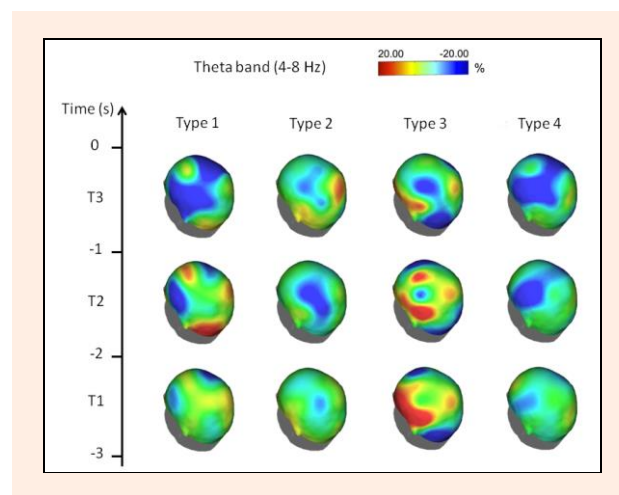 20.00 -20.00
Theta band (4-8 Hz) %
Time (s)
Type 1 Type 2 Type 3 Type 4
0
T3
-1
T2
-2
T1
-3